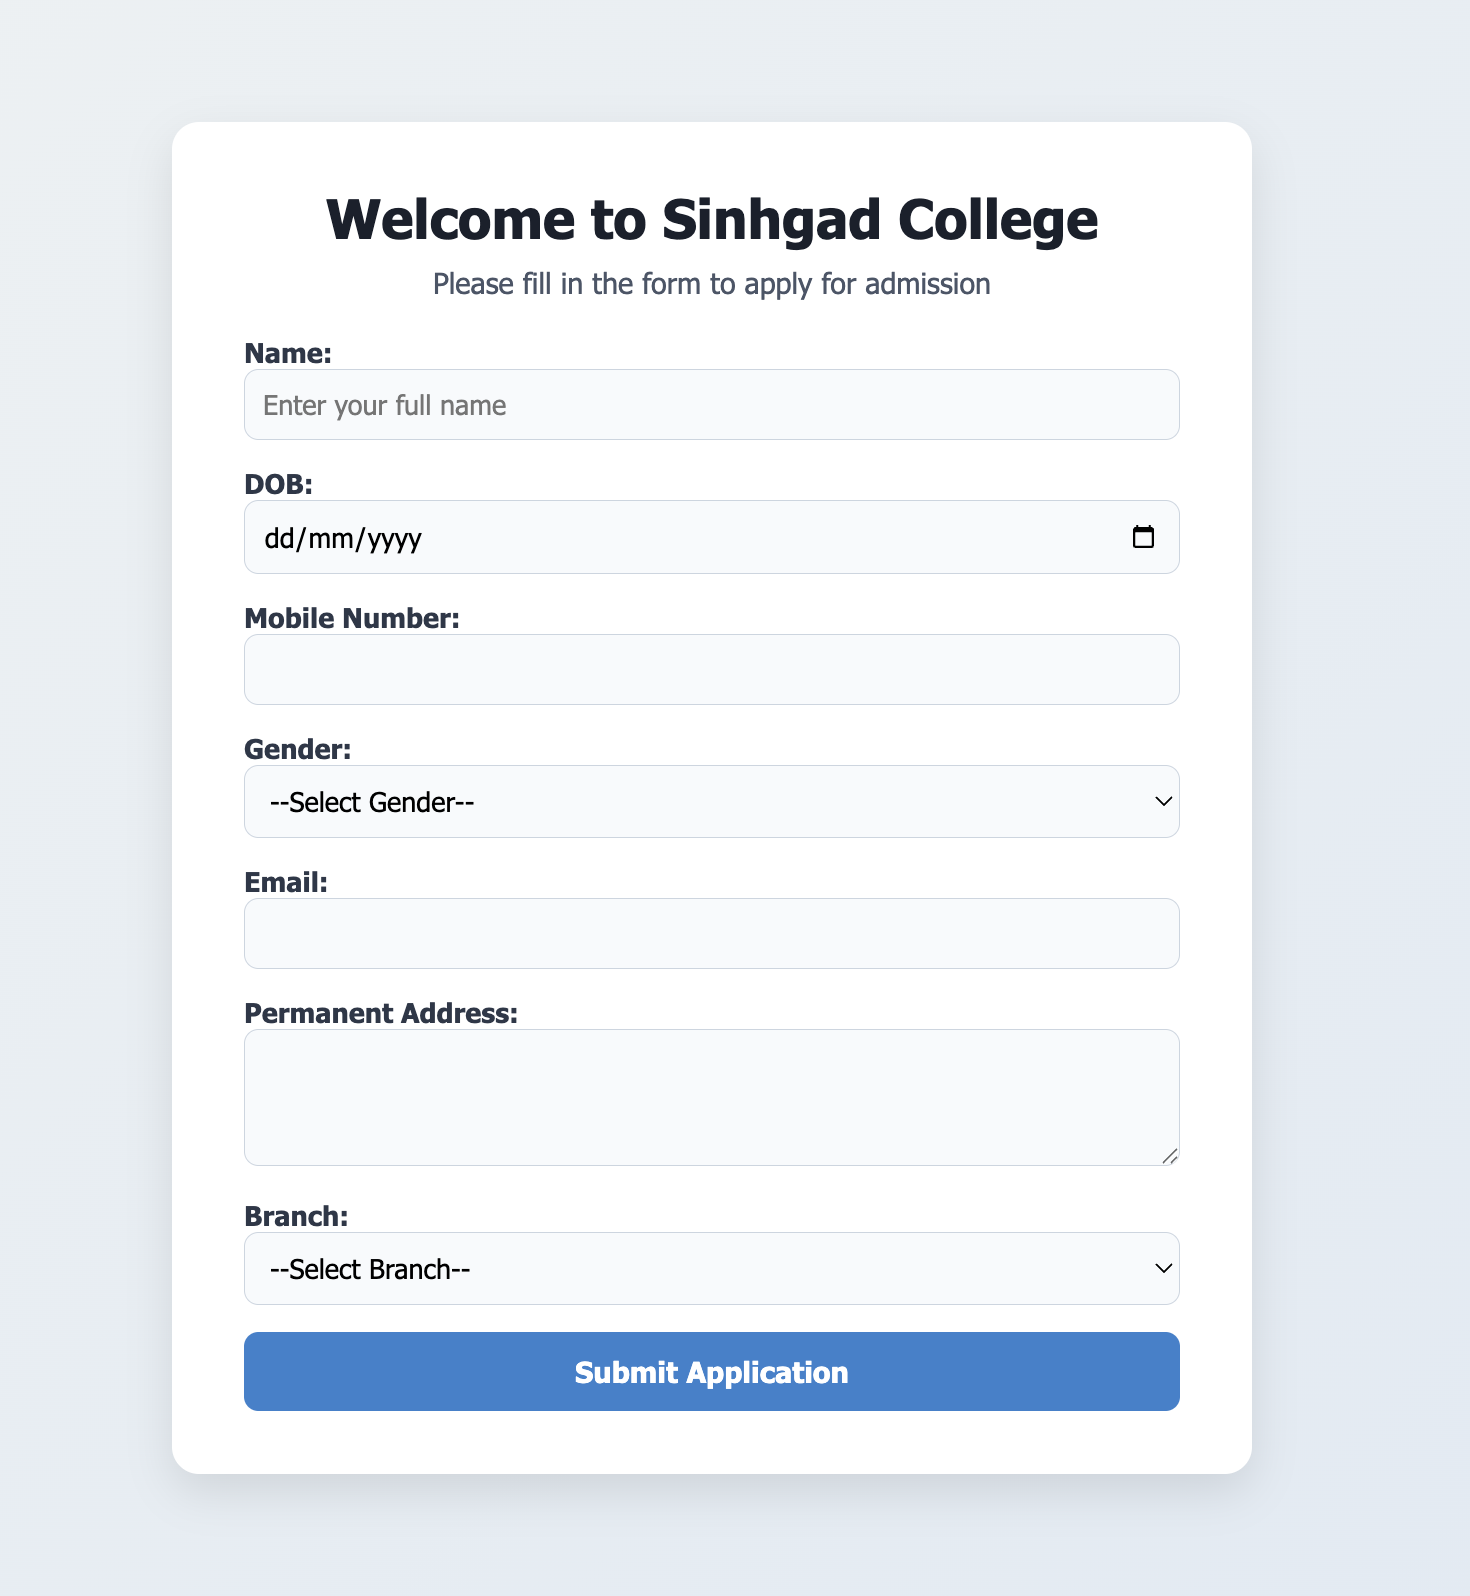 Welcome to Sinhgad College
Please fill in the form to apply for admission
Name:
Enter your full name
DOB:
dd/mm/yyyy
Mobile Number:
Gender:
--Select Gender--
Email:
Permanent Address:
Branch:
--Select Branch--
Submit Application